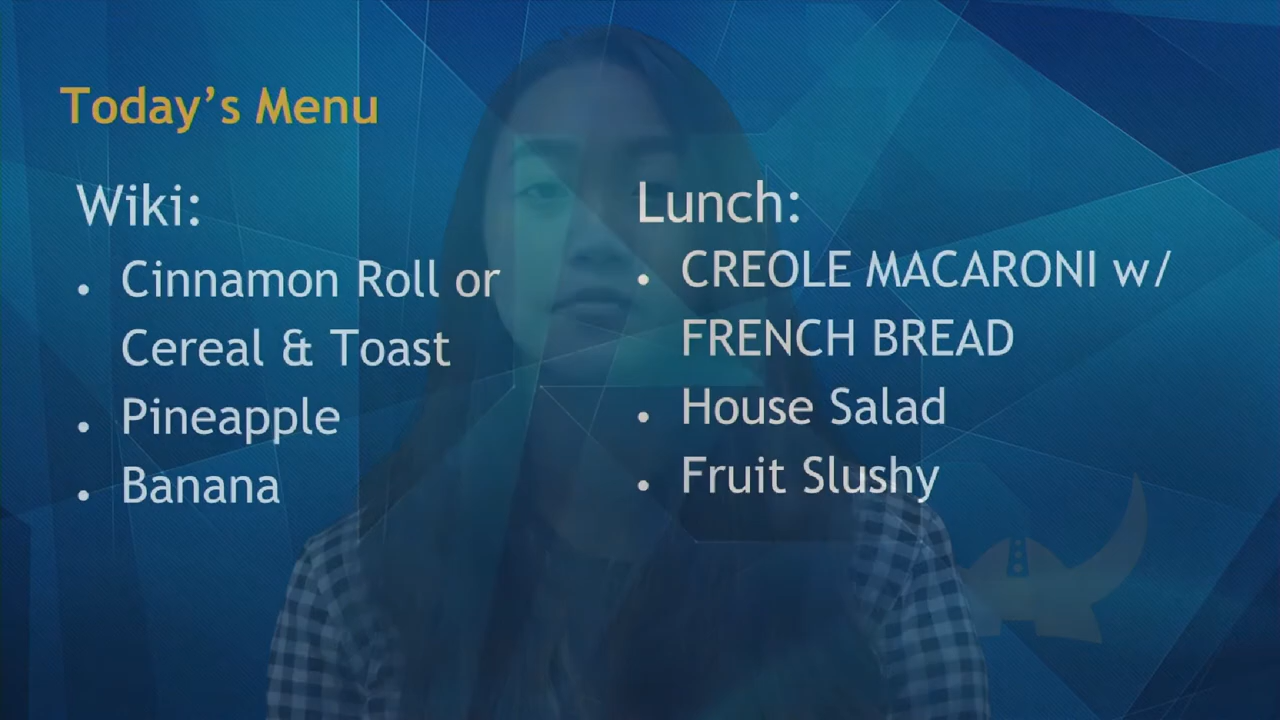 Today's Menu
Wiki:
• Cinnamon Roll or
Cereal & Toast
• Pineapple
• Banana
Lunch:
• CREOLE MACARONI w/
FRENCH BREAD
• House Salad
• Fruit Slushy